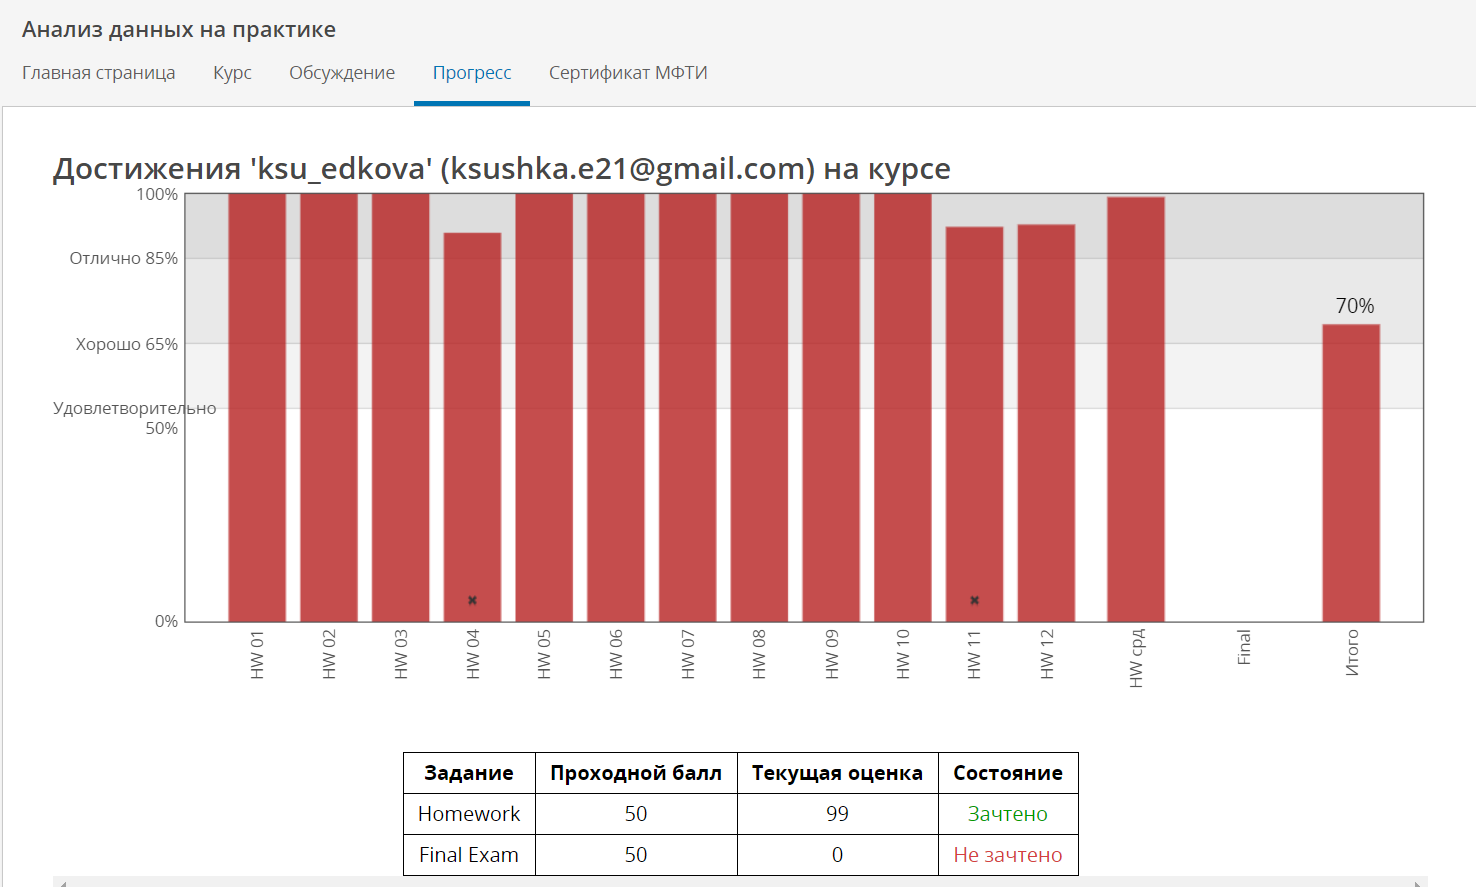 Анализ данных на практике
Главная страница Курс Обсуждение Прогресс Сертификат МФТИ
Достижения 'ksu_edkova' (ksushka.e21@gmail.com) на курсе
100%
Отлично 85%
70%
Хорошо 65%
Удовлетворительно
50%
0%
HW 01 HW 02 HW 03 HW 04 HW 05 HW 06 HW 07 HW 08 HW 09 HW 10 HW 11 HW 12 HW срд Final Итого
Задание Проходной балл Текущая оценка Состояние
Homework 50 99 Зачтено
Final Exam 50 0 Не зачтено